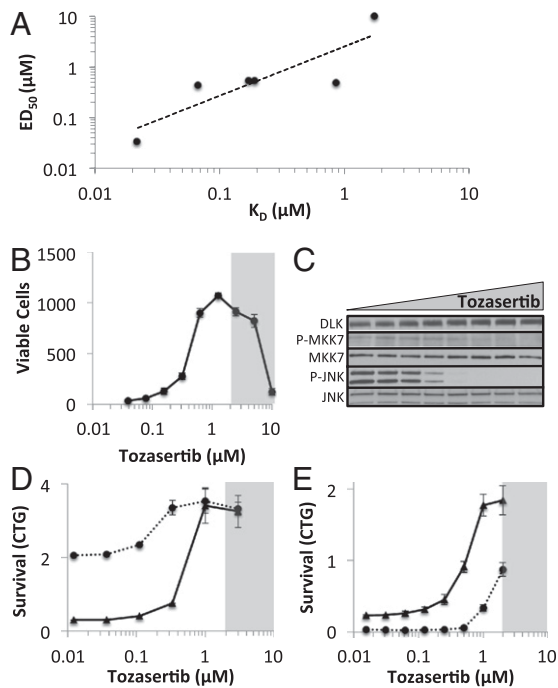 A
ED50 (μM)
10
1
0.1
0.01
0.01 0.1 1 10
KD (μM)
B
Viable Cells
1500
1000
500
0
0.01 0.1 1 10
Tozasertib (μM)
C
Tozasertib
DLK
P-MKK7
MKK7
P-JNK
JNK
D
Survival (CTG)
4
2
0
0.01 0.1 1 10
Tozasertib (μM)
E
Survival (CTG)
2
1
0
0.01 0.1 1 10
Tozasertib (μM)